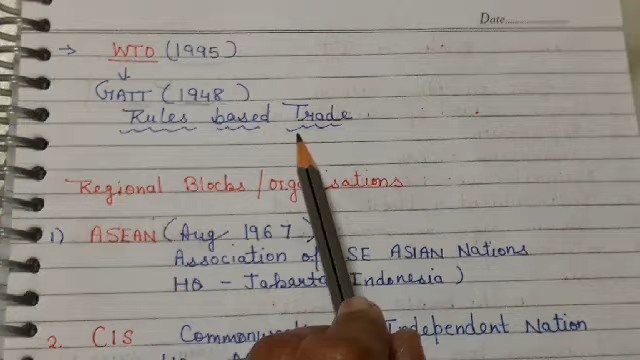 Date
→ WTO (1995)
↓
GATT (1948)
Rules based Trade
Regional Blocks / organisations
1) ASEAN (Aug 1967)
Association of SE ASIAN Nations
HQ - Jakarta Indonesia)
2. CIS Independent Nation